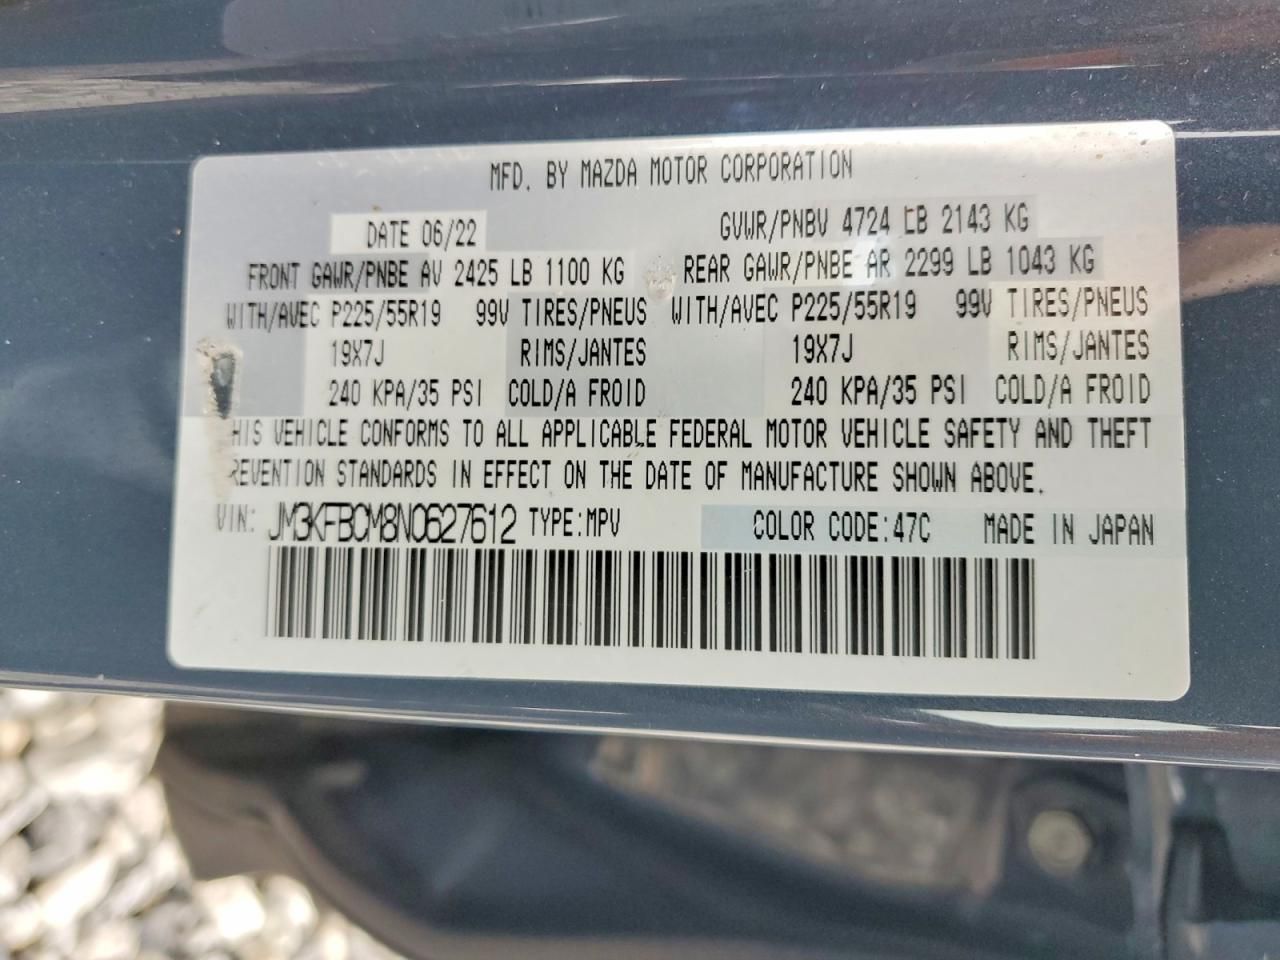 MFD. BY MAZDA MOTOR CORPORATION
DATE 06/22 GVWR/PNBV 4724 LB 2143 KG
FRONT GAWR/PNBE AV 2425 LB 1100 KG REAR GAWR/PNBE AR 2299 LB 1043 KG
WITH/AVEC P225/55R19 99V TIRES/PNEUS WITH/AVEC P225/55R19 99V TIRES/PNEUS
19X7J RIMS/JANTES 19X7J RIMS/JANTES
240 KPA/35 PSI COLD/A FROID 240 KPA/35 PSI COLD/A FROID
HIS VEHICLE CONFORMS TO ALL APPLICABLE FEDERAL MOTOR VEHICLE SAFETY AND THEFT
REVENTION STANDARDS IN EFFECT ON THE DATE OF MANUFACTURE SHOWN ABOVE.
VIN: JM3KFBCM8N0627612 TYPE:MPV COLOR CODE:47C MADE IN JAPAN